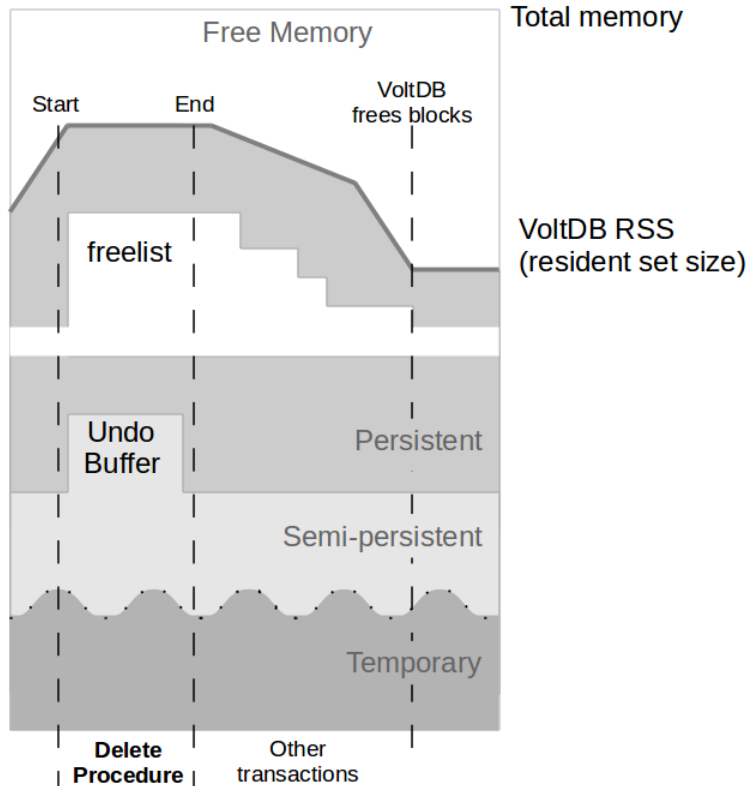 Total memory
Free Memory
Start
End
VoltDB
frees blocks
freelist
VoltDB RSS
(resident set size)
Undo
Buffer
Persistent
Semi-persistent
Temporary
Delete
Procedure
Other
transactions